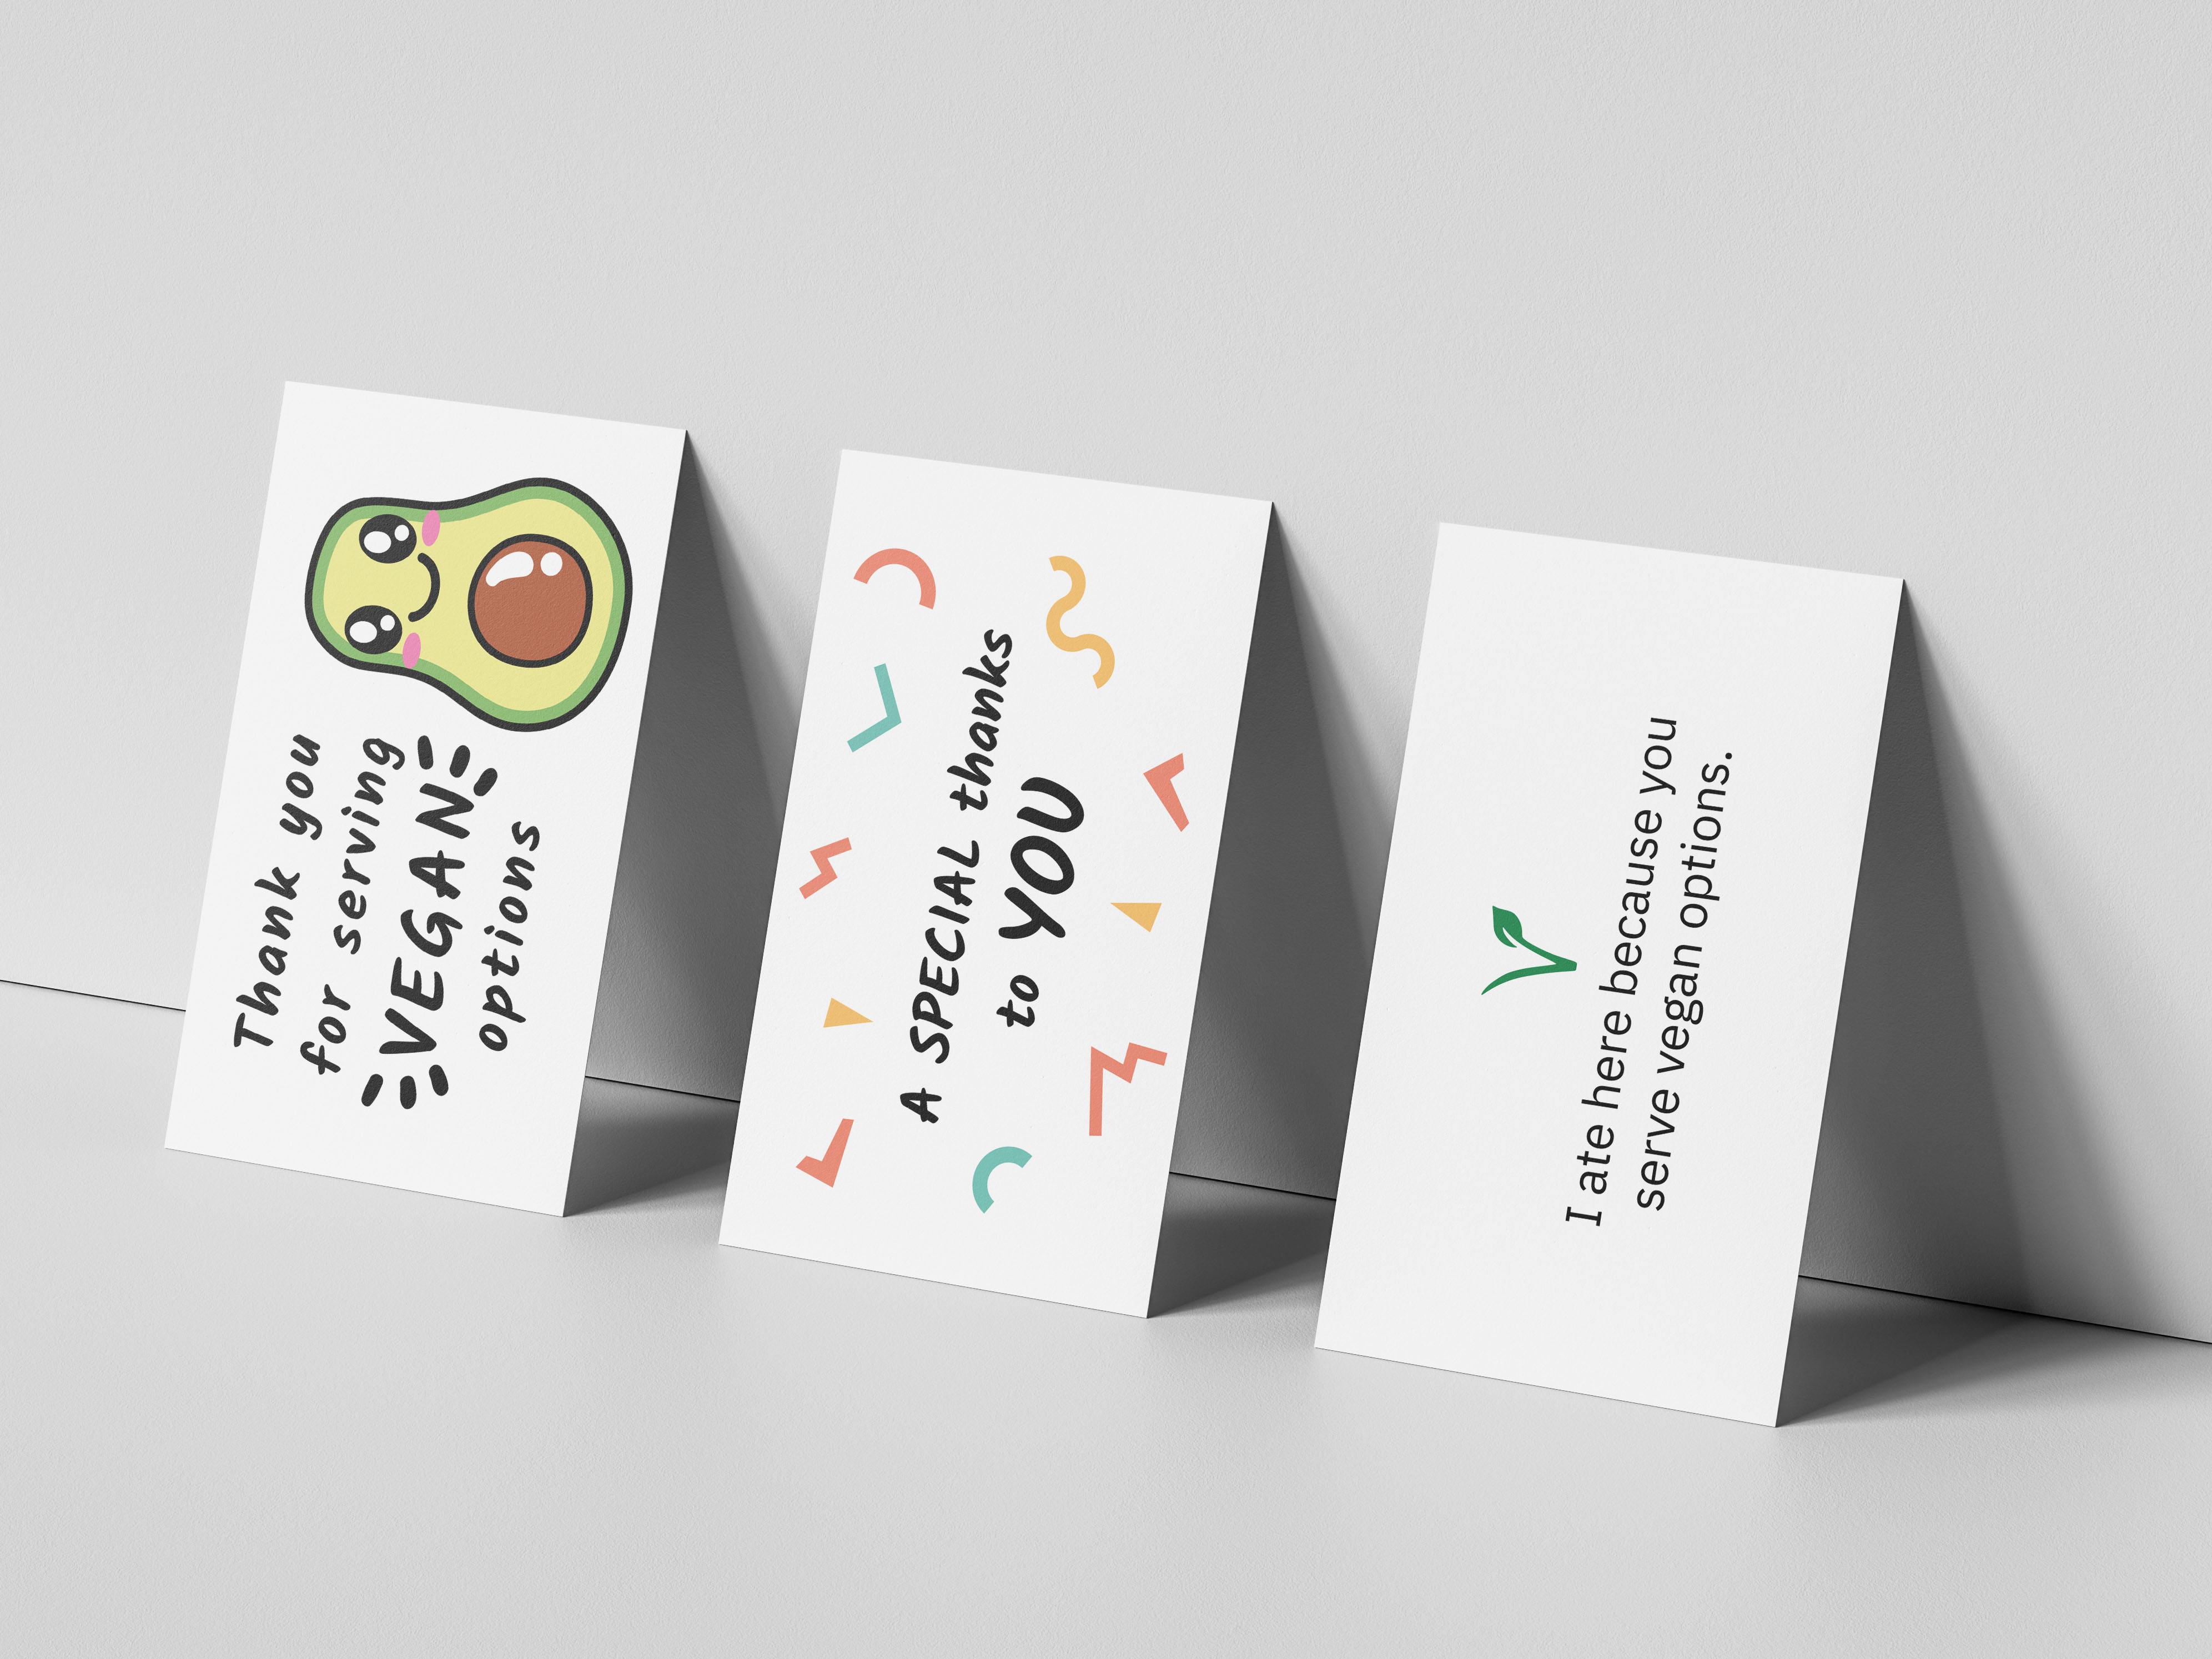 Thank you
for serving
VEGAN
options
A SPECIAL thanks
to YOU
I ate here because you
serve vegan options.